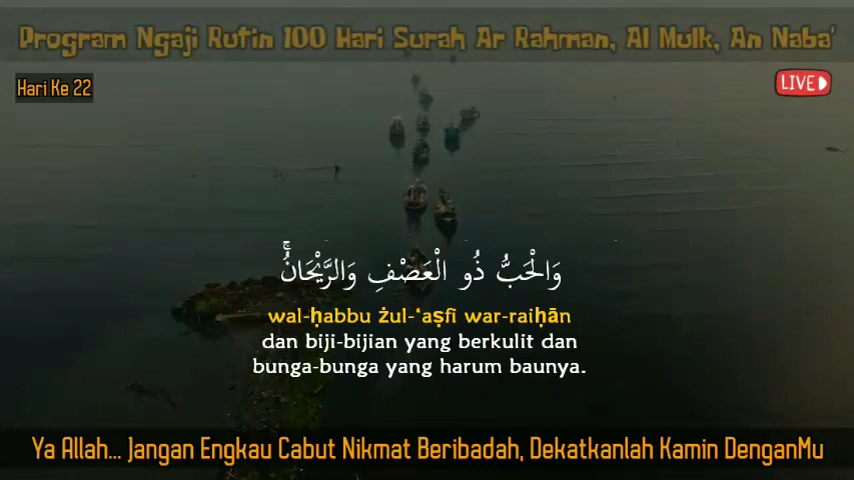 Program Ngaji Rutin 100 Hari Surah Ar Rahman, Al Mulk, An Naba'
Hari Ke 22
LIVE
وَالْحَبُّ ذُو الْعَصْفِ وَالرَّيْحَانُۚ
wal-ḥabbu żul-‘aṣfi war-raiḥān
dan biji-bijian yang berkulit dan
bunga-bunga yang harum baunya.
Ya Allah... Jangan Engkau Cabut Nikmat Beribadah, Dekatkanlah Kamin DenganMu